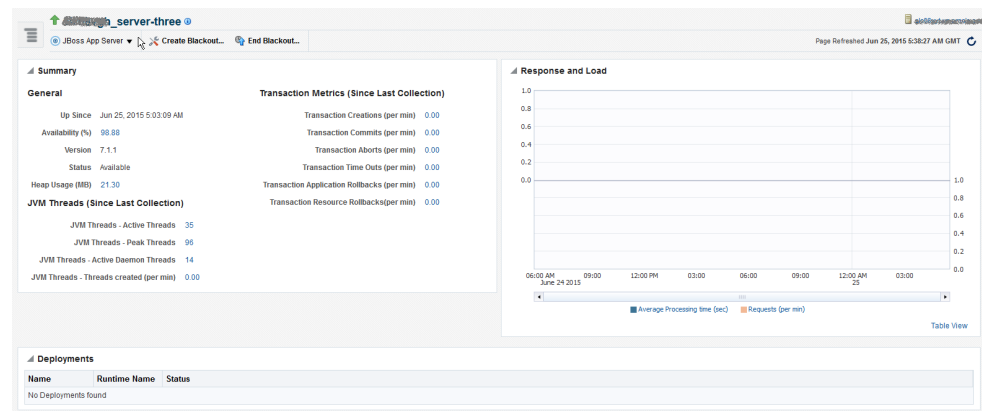 _server-three
JBoss App Server Create Blackout... End Blackout...
Page Refreshed Jun 25, 2015 5:38:27 AM GMT
Summary
General
Up Since Jun 25, 2015 5:03:09 AM
Availability (%) 98.88
Version 7.1.1
Status Available
Heap Usage (MB) 21.30
JVM Threads (Since Last Collection)
JVM Threads - Active Threads 35
JVM Threads - Peak Threads 96
JVM Threads - Active Daemon Threads 14
JVM Threads - Threads created (per min) 0.00
Transaction Metrics (Since Last Collection)
Transaction Creations (per min) 0.00
Transaction Commits (per min) 0.00
Transaction Aborts (per min) 0.00
Transaction Time Outs (per min) 0.00
Transaction Application Rollbacks (per min) 0.00
Transaction Resource Rollbacks(per min) 0.00
Response and Load
1.0
0.8
0.6
0.4
0.2
0.0
1.0
0.8
0.6
0.4
0.2
0.0
06:00 AM 09:00 12:00 PM 03:00 06:00 09:00 12:00 AM 03:00
June 24 2015 25
Average Processing time (sec) Requests (per min)
Table View
Deployments
Name Runtime Name Status
No Deployments found